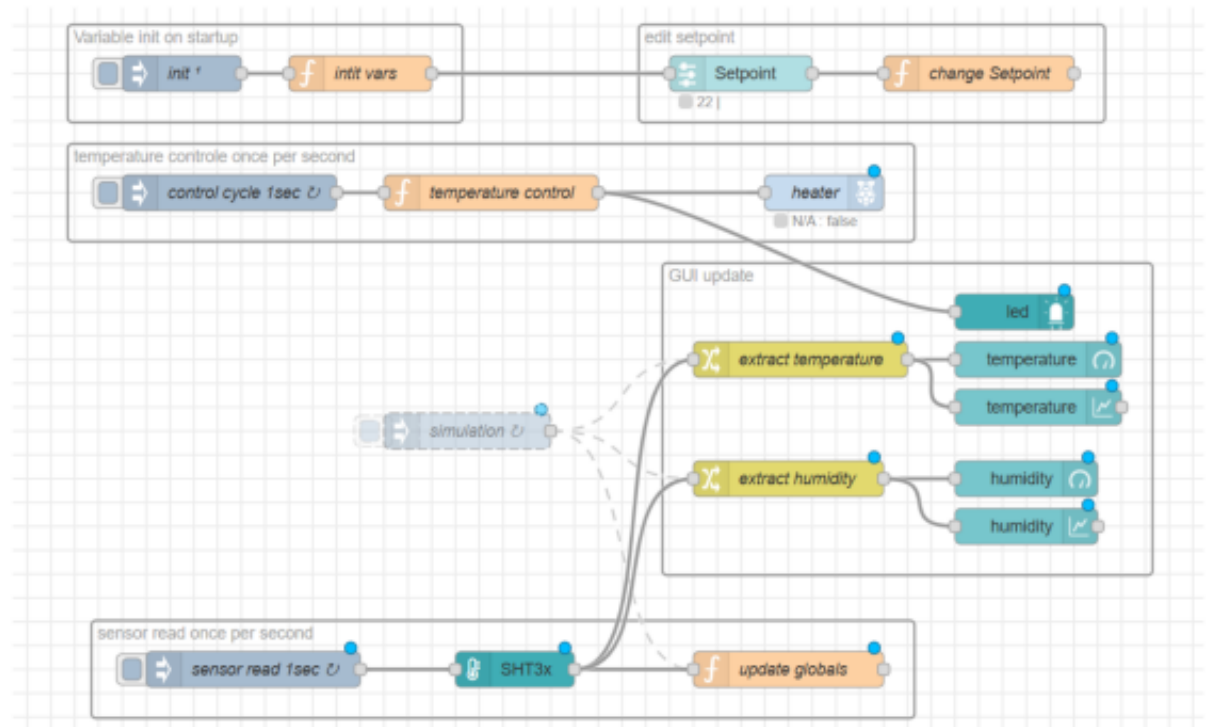 Variable init on startup
edit setpoint
init ¹
intit vars
Setpoint
change Setpoint
22 |
temperature controle once per second
control cycle 1sec ↻
temperature control
heater
N/A : false
GUI update
led
extract temperature
temperature
temperature
simulation ↻
extract humidity
humidity
humidity
sensor read once per second
sensor read 1sec ↻
SHT3x
update globals